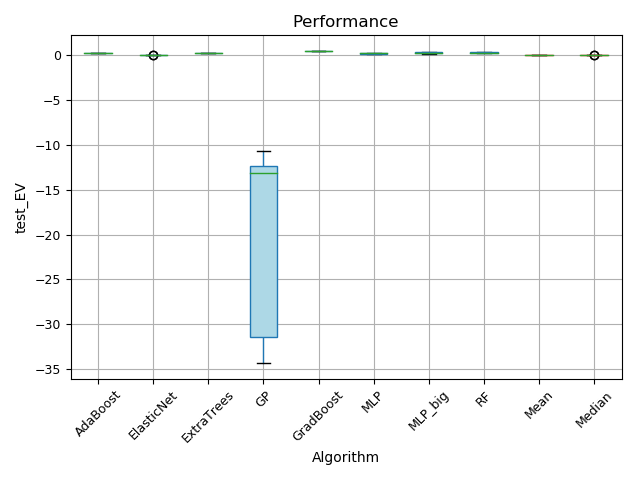 Performance
test_EV
0
−5
−10
−15
−20
−25
−30
−35
AdaBoost
ElasticNet
ExtraTrees
GP
GradBoost
MLP
MLP_big
RF
Mean
Median
Algorithm